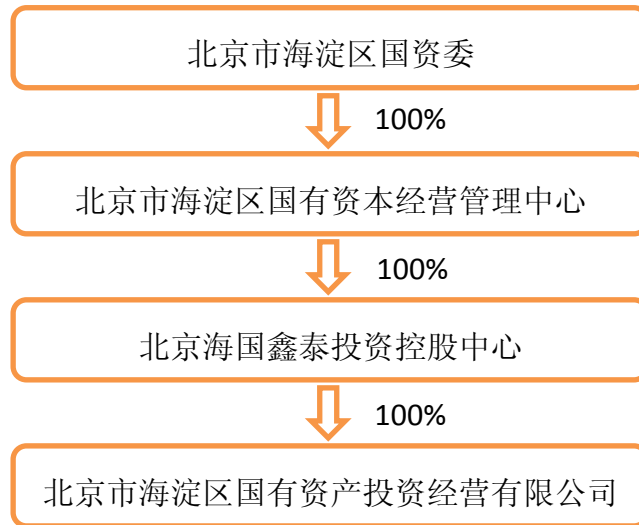 北京市海淀区国资委
100%
北京市海淀区国有资本经营管理中心
100%
北京海国鑫泰投资控股中心
100%
北京市海淀区国有资产投资经营有限公司